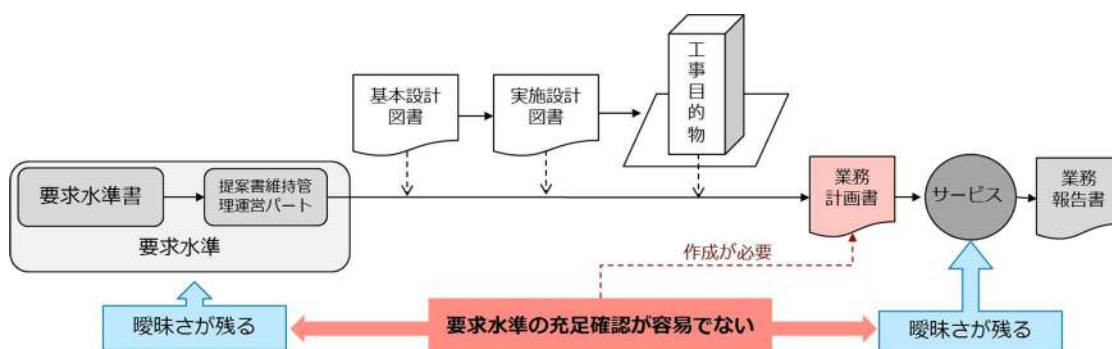 工
事
目
的
物
基本設計
図書
実施設計
図書
要求水準書
提案書維持管
理運営パート
要求水準
業務
計画書
サービス
業務
報告書
作成が必要
曖昧さが残る
要求水準の充足確認が容易でない
曖昧さが残る